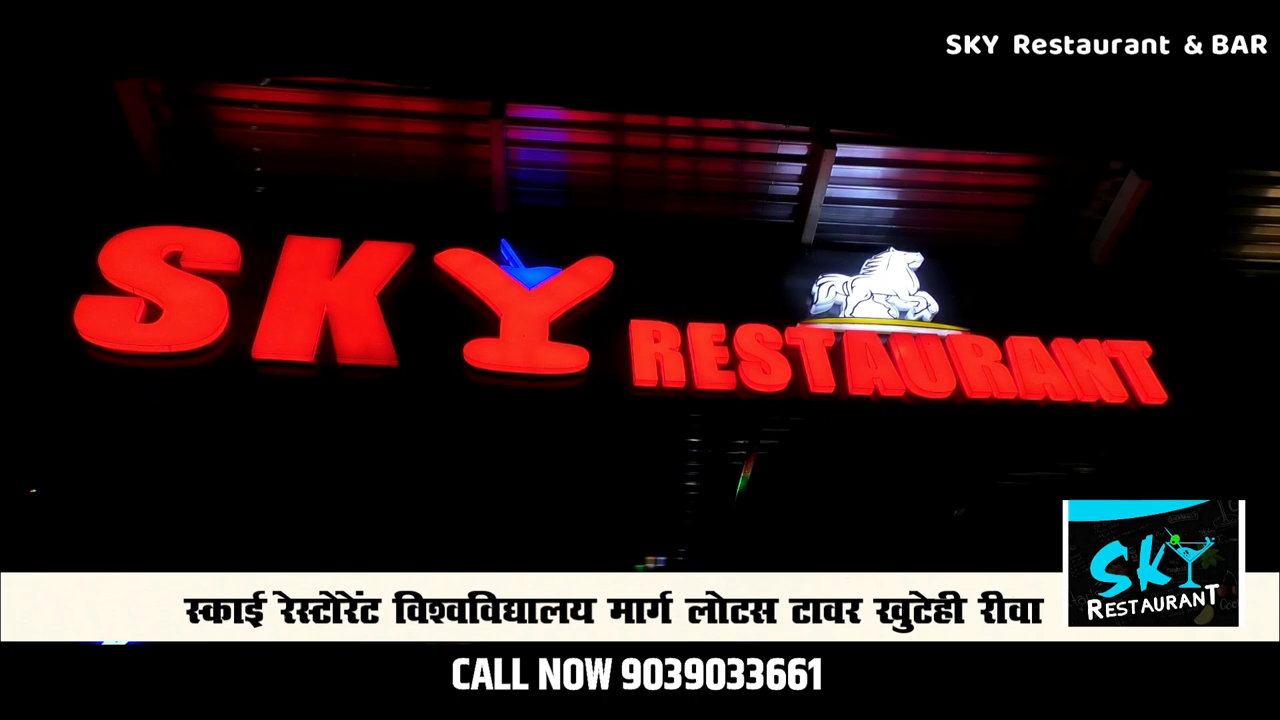 SKY Restaurant & BAR
SKY RESTAURANT
SKY
RESTAURANT
स्काई रेस्टोरेंट विश्वविद्यालय मार्ग लोटस टावर खुटेही रीवा
CALL NOW 9039033661